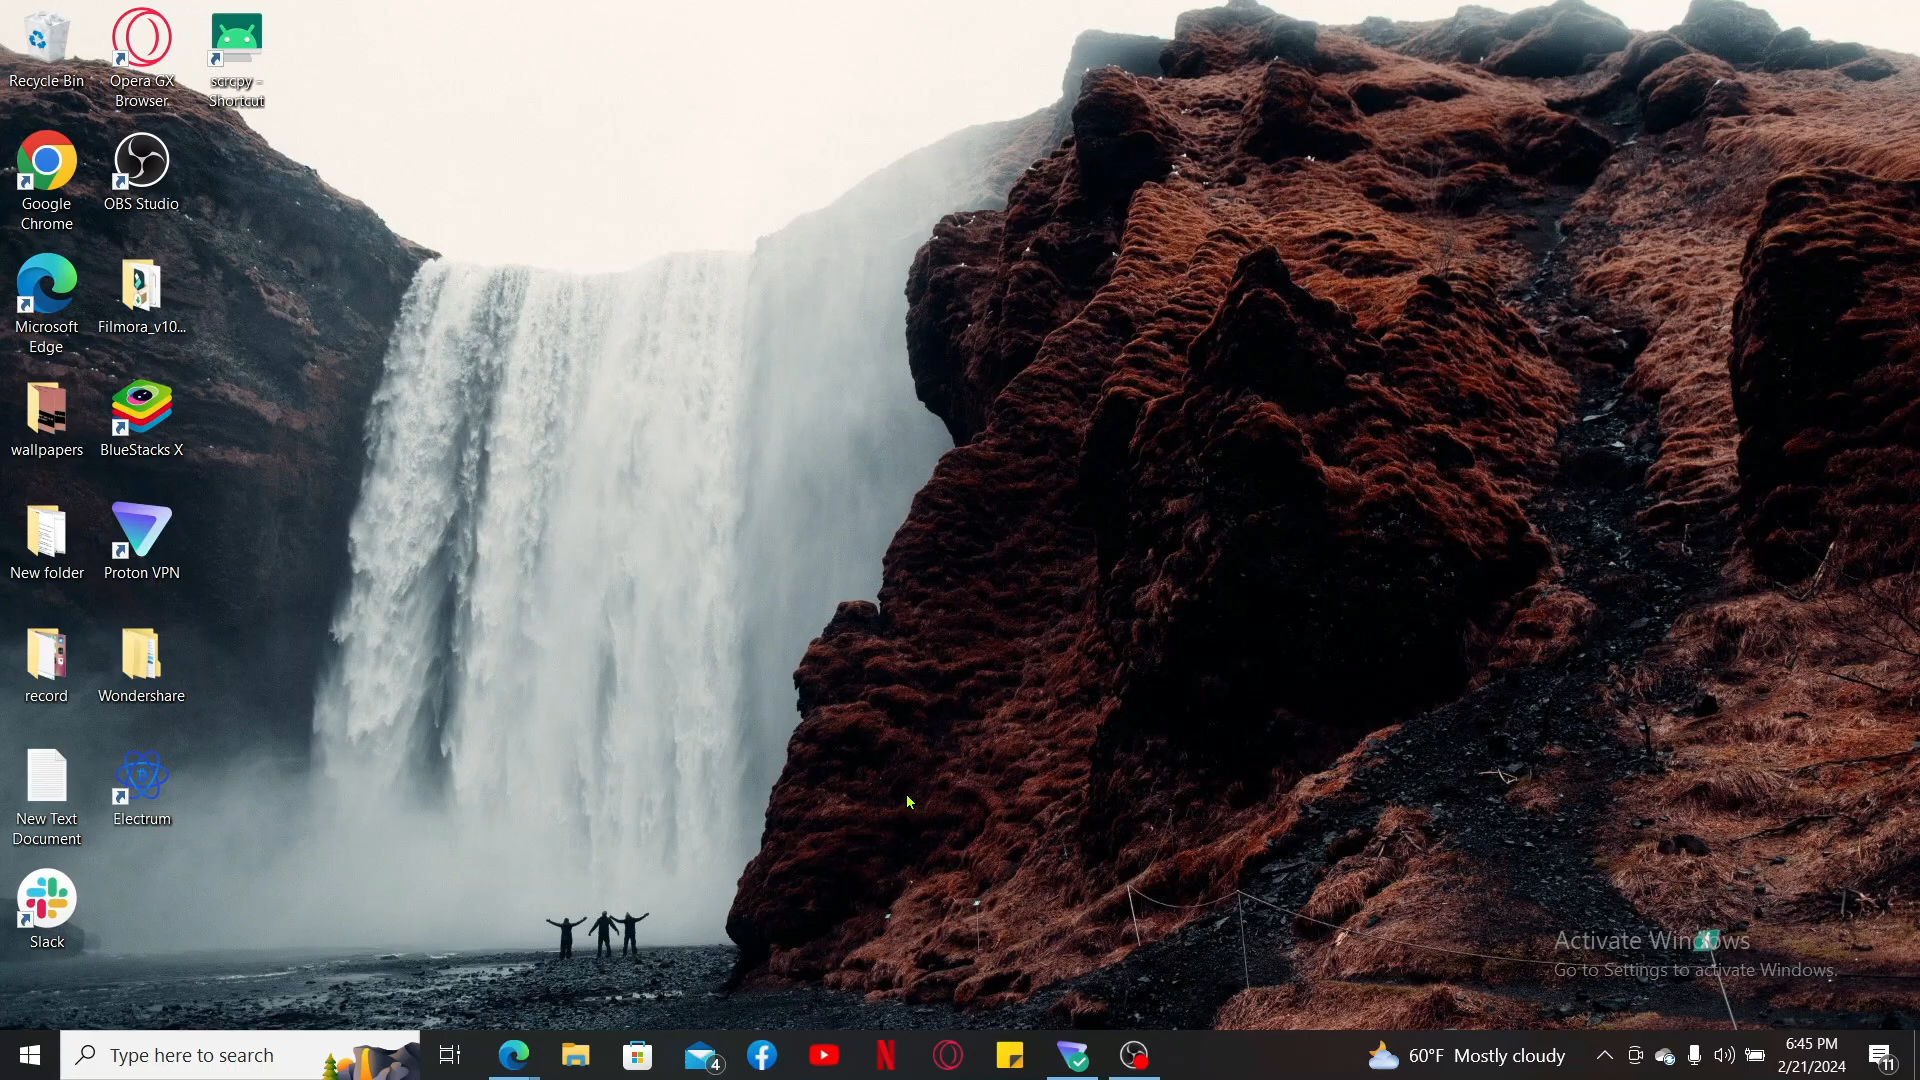 Recycle Bin
Opera GX
Browser
scrcpy -
Shortcut
Google
Chrome
OBS Studio
Microsoft
Edge
Filmora_v10...
wallpapers
BlueStacks X
New folder
Proton VPN
record
Wondershare
New Text
Document
Electrum
Slack
Activate Windows
Go to Settings to activate Windows.
Type here to search
4
60°F Mostly cloudy
6:45 PM
2/21/2024
11